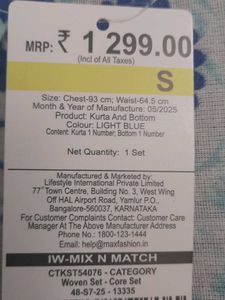 MRP: ₹ 1 299.00
(Incl of All Taxes)
S
Size: Chest-93 cm; Waist-64.5 cm
Month & Year of Manufacture: 05/2025
Product: Kurta And Bottom
Colour: LIGHT BLUE
Content: Kurta 1 Number; Bottom 1 Number
Net Quantity: 1 Set
Manufactured & Marketed by:
Lifestyle International Private Limited
77° Town Centre, Building No. 3, West Wing
Off HAL Airport Road, Yamlur P.O.,
Bangalore-560037, KARNATAKA
For Customer Complaints Contact: Customer Care
Manager At The Above Manufacturer Address
Phone No.: 1800-123-1444
Email: help@maxfashion.in
IW-MIX N MATCH
CTKST54076 - CATEGORY
Woven Set - Core Set
48-S7-25 - 13335